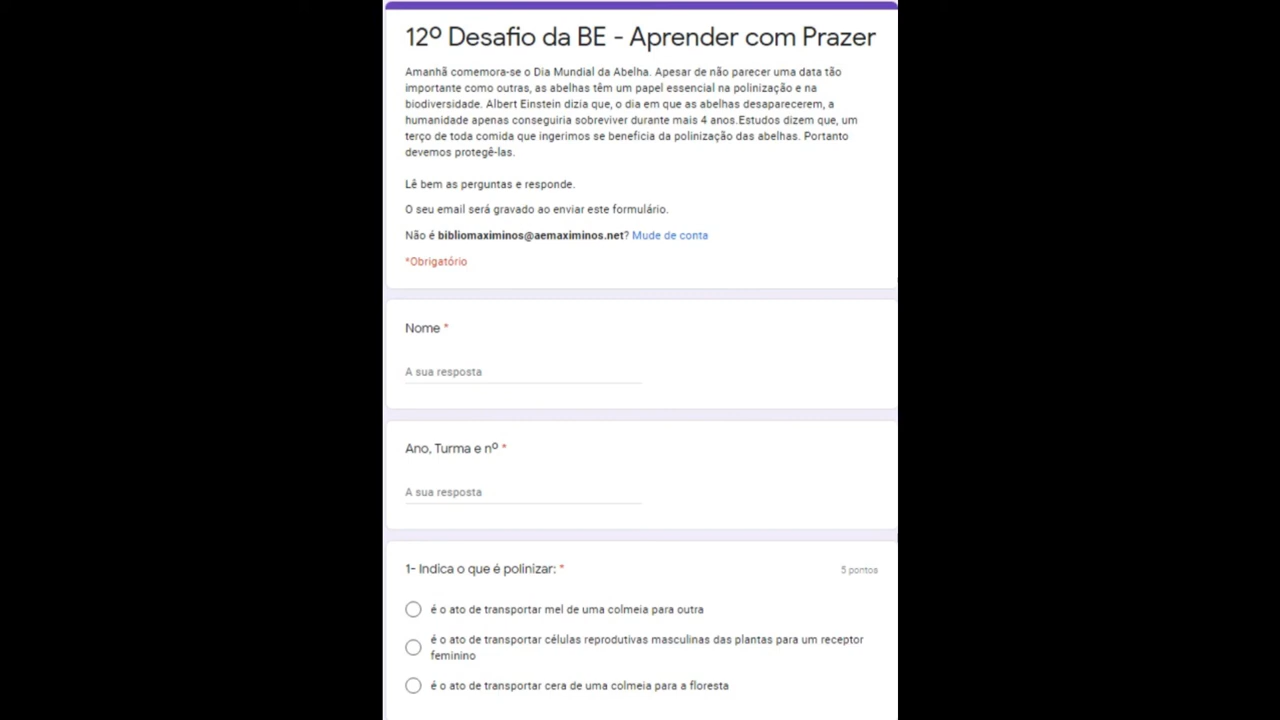 12º Desafio da BE - Aprender com Prazer
Amanhã comemora-se o Dia Mundial da Abelha. Apesar de não parecer uma data tão
importante como outras, as abelhas têm um papel essencial na polinização e na
biodiversidade. Albert Einstein dizia que, o dia em que as abelhas desaparecerem, a
humanidade apenas conseguiria sobreviver durante mais 4 anos.Estudos dizem que, um
terço de toda comida que ingerimos se beneficia da polinização das abelhas. Portanto
devemos protegê-las.
Lê bem as perguntas e responde.
O seu email será gravado ao enviar este formulário.
Não é bibliomaximinos@aemaximinos.net? Mude de conta
*Obrigatório
Nome *
A sua resposta
Ano, Turma e nº *
A sua resposta
1- Indica o que é polinizar: * 5 pontos
é o ato de transportar mel de uma colmeia para outra
é o ato de transportar células reprodutivas masculinas das plantas para um receptor
feminino
é o ato de transportar cera de uma colmeia para a floresta